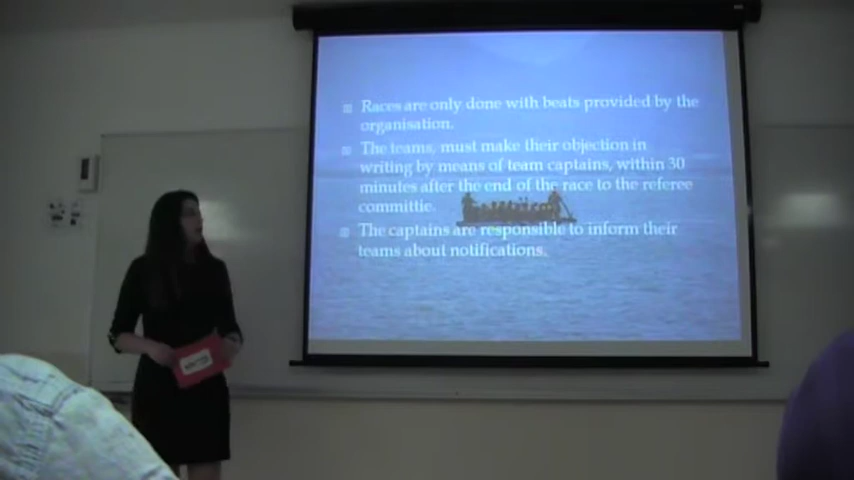 Races are only done with beats provided by the
organisation.
The teams, must make their objection in
writing by means of team captains, within 30
minutes after the end of the race to the referee
committie.
The captains are responsible to inform their
teams about notifications.